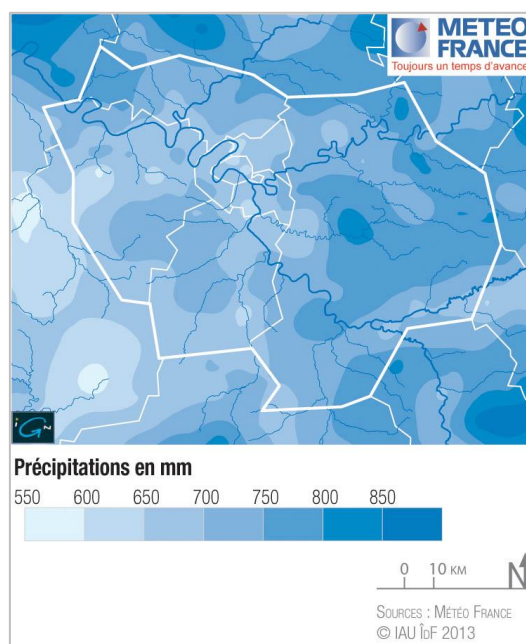 METEO
FRANCE
Toujours un temps d'avance
Précipitations en mm
550 600 650 700 750 800 850
0 10 KM
N
SOURCES : MÉTÉO FRANCE
© IAU ÎDF 2013